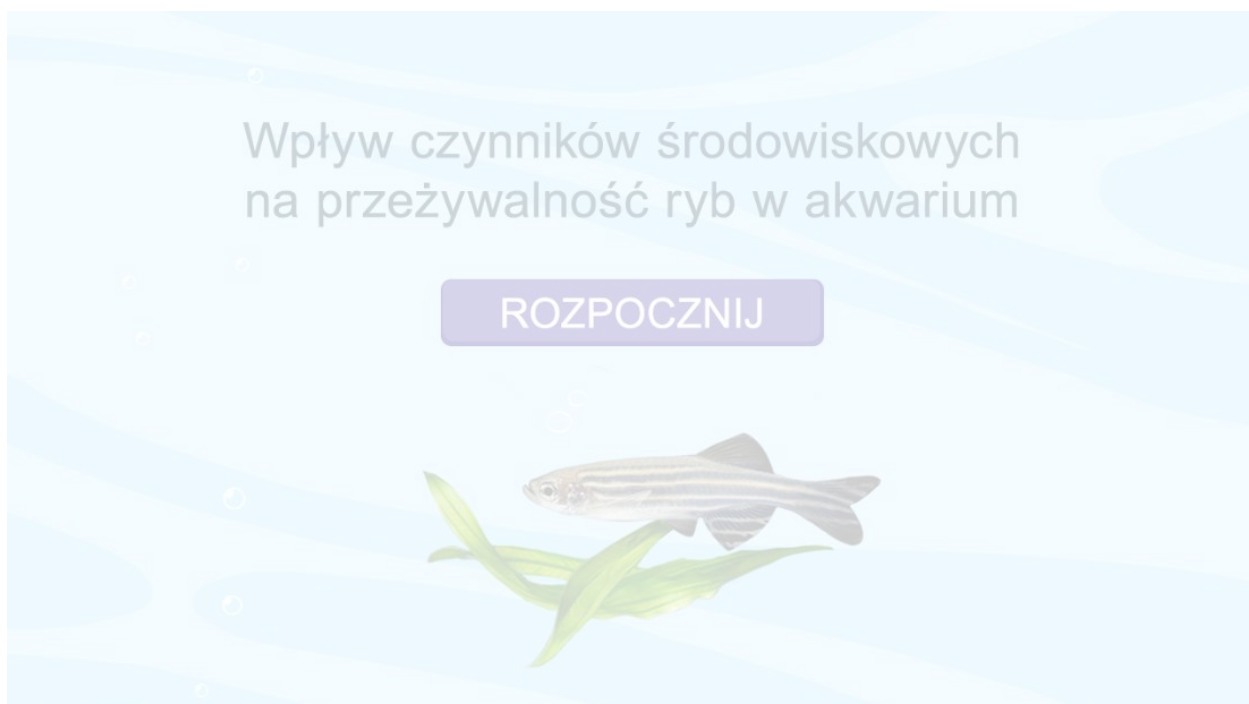 Wpływ czynników środowiskowych
na przeżywalność ryb w akwarium
ROZPOCZNIJ